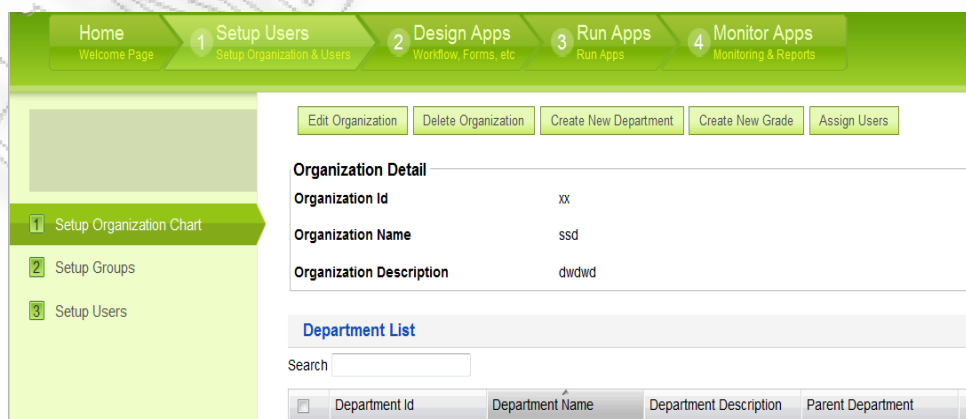 Home
Welcome Page
1 Setup Users
Setup Organization & Users
2 Design Apps
Workflow, Forms, etc
3 Run Apps
Run Apps
4 Monitor Apps
Monitoring & Reports
Edit Organization Delete Organization Create New Department Create New Grade Assign Users
Organization Detail
Organization Id xx
Organization Name ssd
Organization Description dwdwd
1 Setup Organization Chart
2 Setup Groups
3 Setup Users
Department List
Search
Department Id Department Name Department Description Parent Department